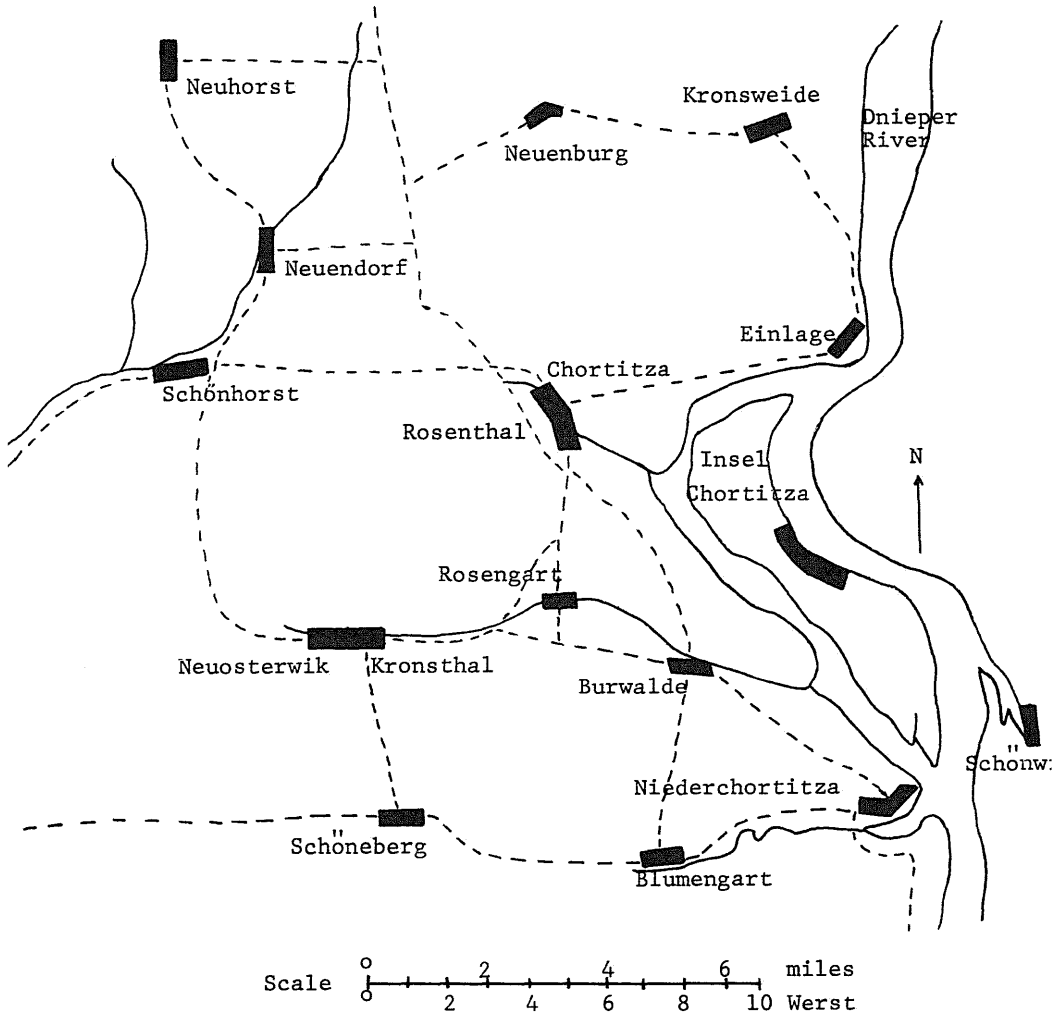 Neuhorst
Kronsweide
Dnieper
River
Neuenburg
Neuendorf
Einlage
Chortitza
Schönhorst
Rosenthal
Insel
Chortitza
N
Rosengart
Neuosterwik
Kronsthal
Burwalde
Schönw
Niederchortitza
Schöneberg
Blumengart
0 2 4 6 miles
Scale
0 2 4 6 8 10 Werst